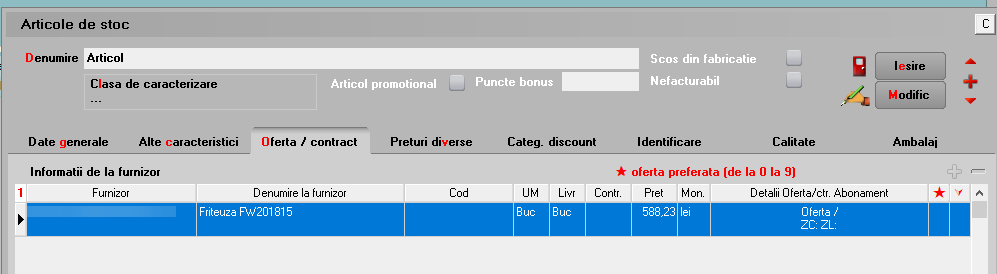 Articole de stoc
C
Denumire Articol Scos din fabricatie
Clasa de caracterizare Articol promotional Puncte bonus Nefacturabil
...
Iesire
Modific
Date generale Alte caracteristici Oferta / contract Preturi diverse Categ. discount Identificare Calitate Ambalaj
Informatii de la furnizor ★ oferta preferata (de la 0 la 9)
1 Furnizor Denumire la furnizor Cod UM Livr Contr. Pret Mon. Detalii Oferta/ctr. Abonament ★
Friteuza FW201815 Buc Buc 588,23 lei Oferta /
ZC: ZL: